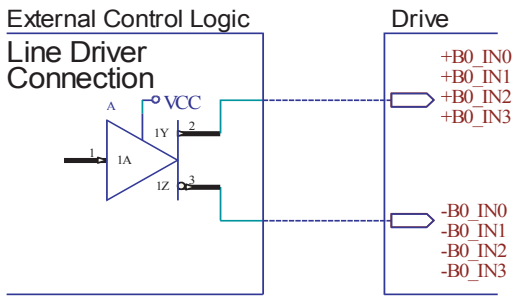 External Control Logic
Drive
Line Driver
Connection
A
VCC
1
1A
1Y
2
1Z
3
+B0_IN0
+B0_IN1
+B0_IN2
+B0_IN3
-B0_IN0
-B0_IN1
-B0_IN2
-B0_IN3